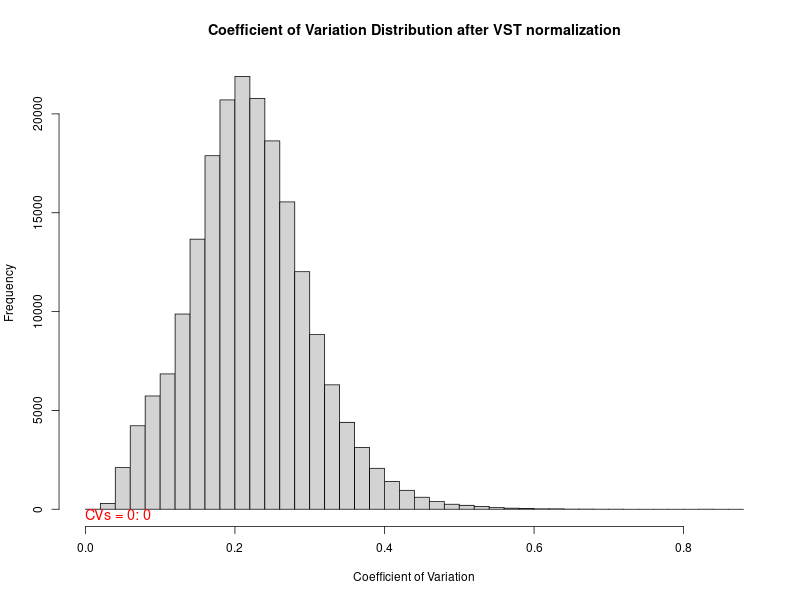 Coefficient of Variation Distribution after VST normalization
Frequency
20000
15000
10000
5000
0
CVs = 0: 0
0.0 0.2 0.4 0.6 0.8
Coefficient of Variation